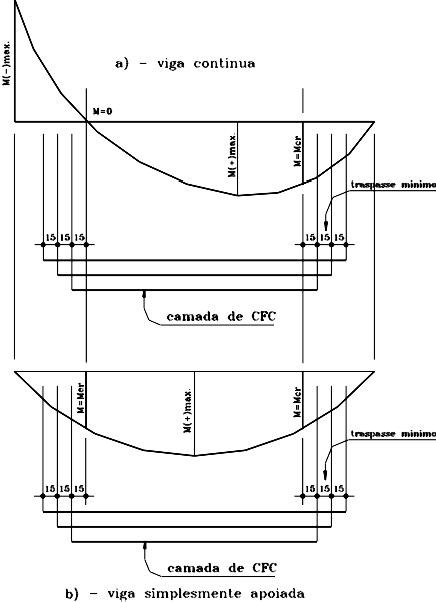 a) - viga continua
M(-)max.
M=0
M(+)max.
M=Mcr
traspasse minimo
15 15 15
15 15 15
camada de CFC
M=Mcr
M(+)max.
M=Mcr
traspasse minimo
15 15 15
15 15 15
camada de CFC
b) - viga simplesmente apoiada